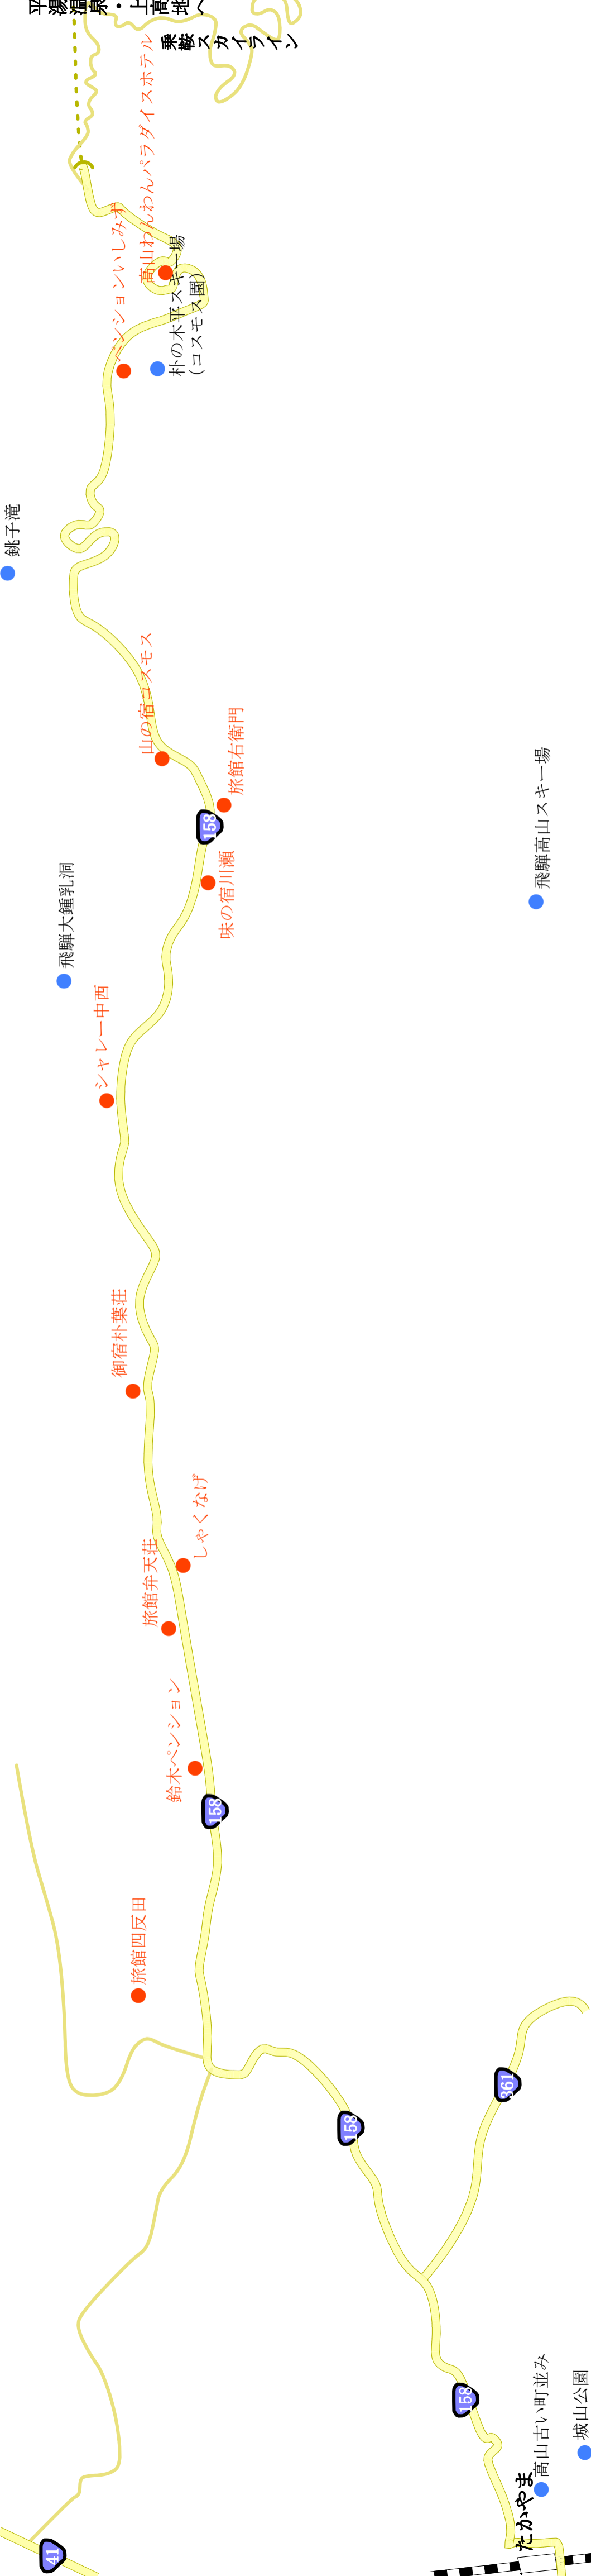 平湯温泉・上高地へ
乗鞍スカイライン
高山わんわんパラダイスホテル
ペンションいしみず
朴の木平スキー場
(コスモス園)
銚子滝
山の宿コスモス
旅館右衛門
158
味の宿川瀬
飛騨高山スキー場
飛騨大鍾乳洞
シャレー中西
御宿朴葉荘
しゃくなげ
旅館弁天荘
鈴木ペンション
158
旅館四反田
361
158
158
高山古い町並み
城山公園
たかやま
41